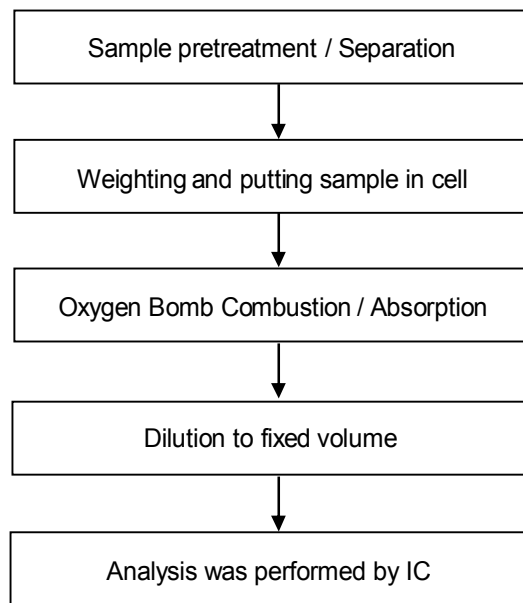 Sample pretreatment / Separation
Weighting and putting sample in cell
Oxygen Bomb Combustion / Absorption
Dilution to fixed volume
Analysis was performed by IC